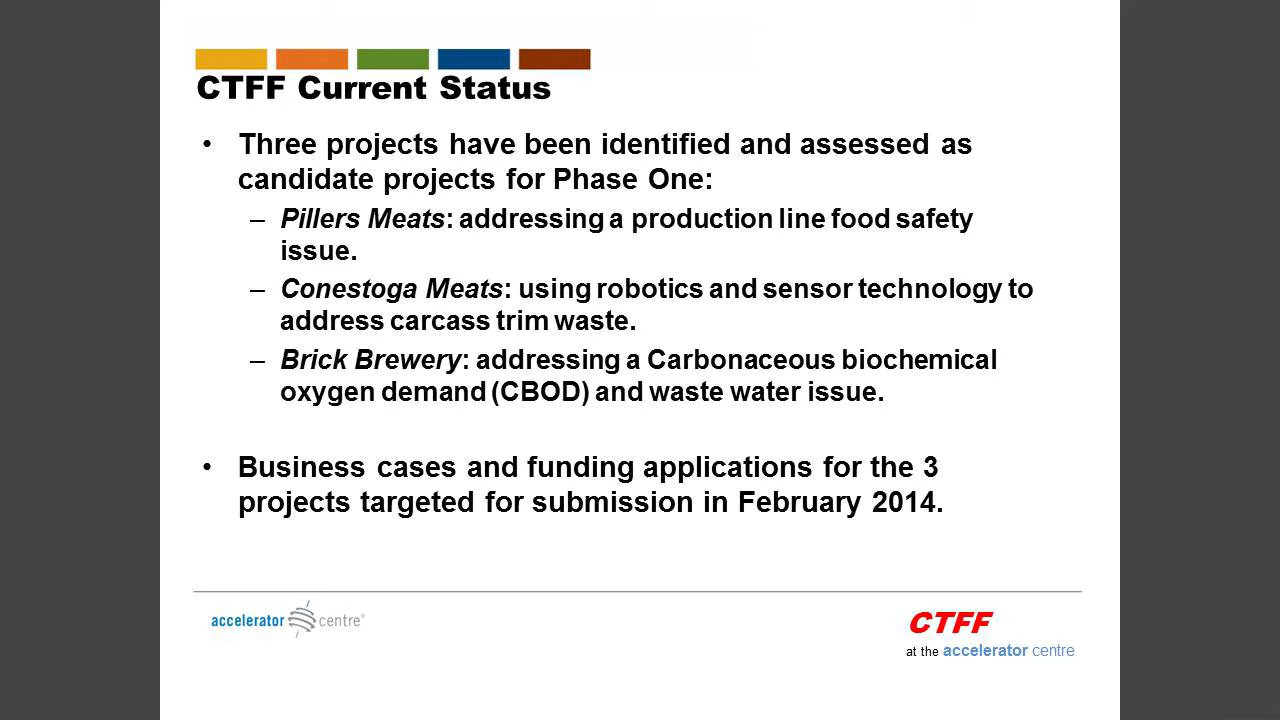 CTFF Current Status
• Three projects have been identified and assessed as
candidate projects for Phase One:
– Pillers Meats: addressing a production line food safety
issue.
– Conestoga Meats: using robotics and sensor technology to
address carcass trim waste.
– Brick Brewery: addressing a Carbonaceous biochemical
oxygen demand (CBOD) and waste water issue.
• Business cases and funding applications for the 3
projects targeted for submission in February 2014.
accelerator centre®
CTFF
at the accelerator centre